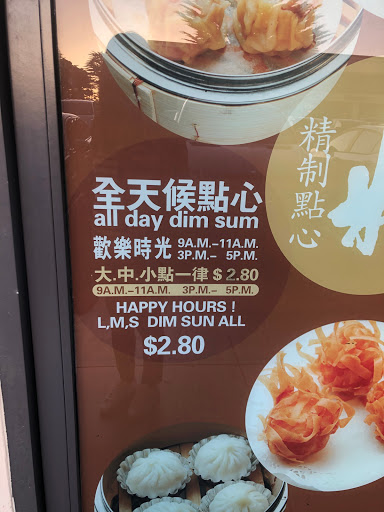 全天候點心
all day dim sum
歡樂時光 9A.M.–11A.M.
3P.M.– 5P.M.
大.中.小點一律 $2.80
9A.M.–11A.M. 3P.M.– 5P.M.
HAPPY HOURS !
L,M,S DIM SUN ALL
$2.80
精制點心